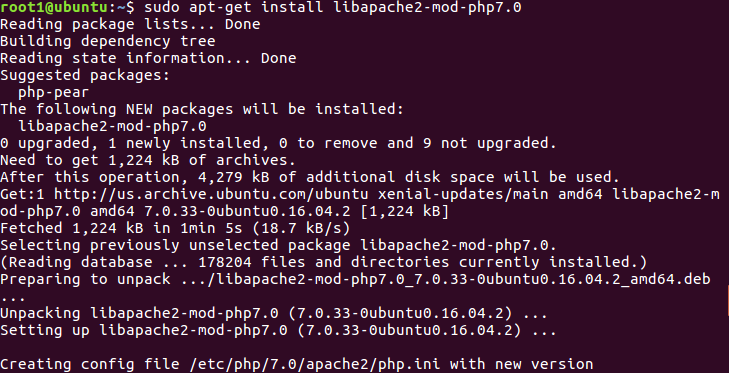 root1@ubuntu:~$ sudo apt-get install libapache2-mod-php7.0
Reading package lists... Done
Building dependency tree
Reading state information... Done
Suggested packages:
  php-pear
The following NEW packages will be installed:
  libapache2-mod-php7.0
0 upgraded, 1 newly installed, 0 to remove and 9 not upgraded.
Need to get 1,224 kB of archives.
After this operation, 4,279 kB of additional disk space will be used.
Get:1 http://us.archive.ubuntu.com/ubuntu xenial-updates/main amd64 libapache2-m
od-php7.0 amd64 7.0.33-0ubuntu0.16.04.2 [1,224 kB]
Fetched 1,224 kB in 1min 5s (18.7 kB/s)
Selecting previously unselected package libapache2-mod-php7.0.
(Reading database ... 178204 files and directories currently installed.)
Preparing to unpack .../libapache2-mod-php7.0_7.0.33-0ubuntu0.16.04.2_amd64.deb
...
Unpacking libapache2-mod-php7.0 (7.0.33-0ubuntu0.16.04.2) ...
Setting up libapache2-mod-php7.0 (7.0.33-0ubuntu0.16.04.2) ...

Creating config file /etc/php/7.0/apache2/php.ini with new version